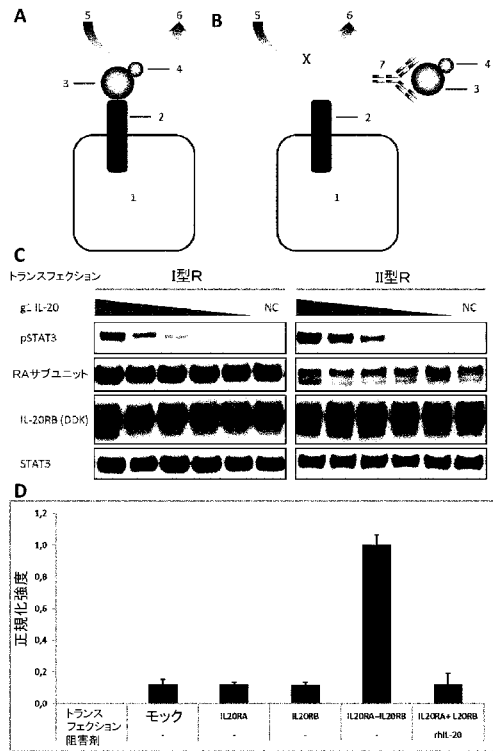 A
5
6
4
3
2
1
B
5
6
X
7
4
3
2
1
C
トランスフェクション
I型R
II型R
g1 IL-20
NC
NC
pSTAT3
RAサブユニット
IL-20RB (DDK)
STAT3
D
正規化強度
1,2
1,0
0,8
0,6
0,4
0,2
0,0
トランスフェクション
モック
IL20RA
IL20RB
IL20RA+IL20RB
IL20RA+ L20RB
阻害剤
-
-
-
-
rhIL-20